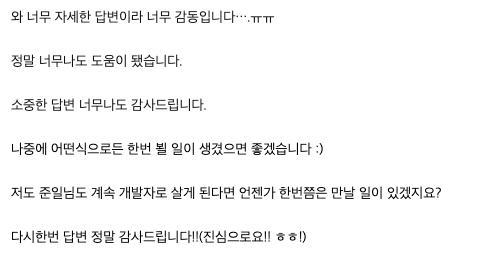 와 너무 자세한 답변이라 너무 감동입니다….ㅠㅠ
정말 너무나도 도움이 됐습니다.
소중한 답변 너무나도 감사드립니다.
나중에 어떤식으로든 한번 뵐 일이 생겼으면 좋겠습니다 :)
저도 준일님도 계속 개발자로 살게 된다면 언젠가 한번쯤은 만날 일이 있겠지요?
다시한번 답변 정말 감사드립니다!!(진심으로요!! ㅎㅎ!)